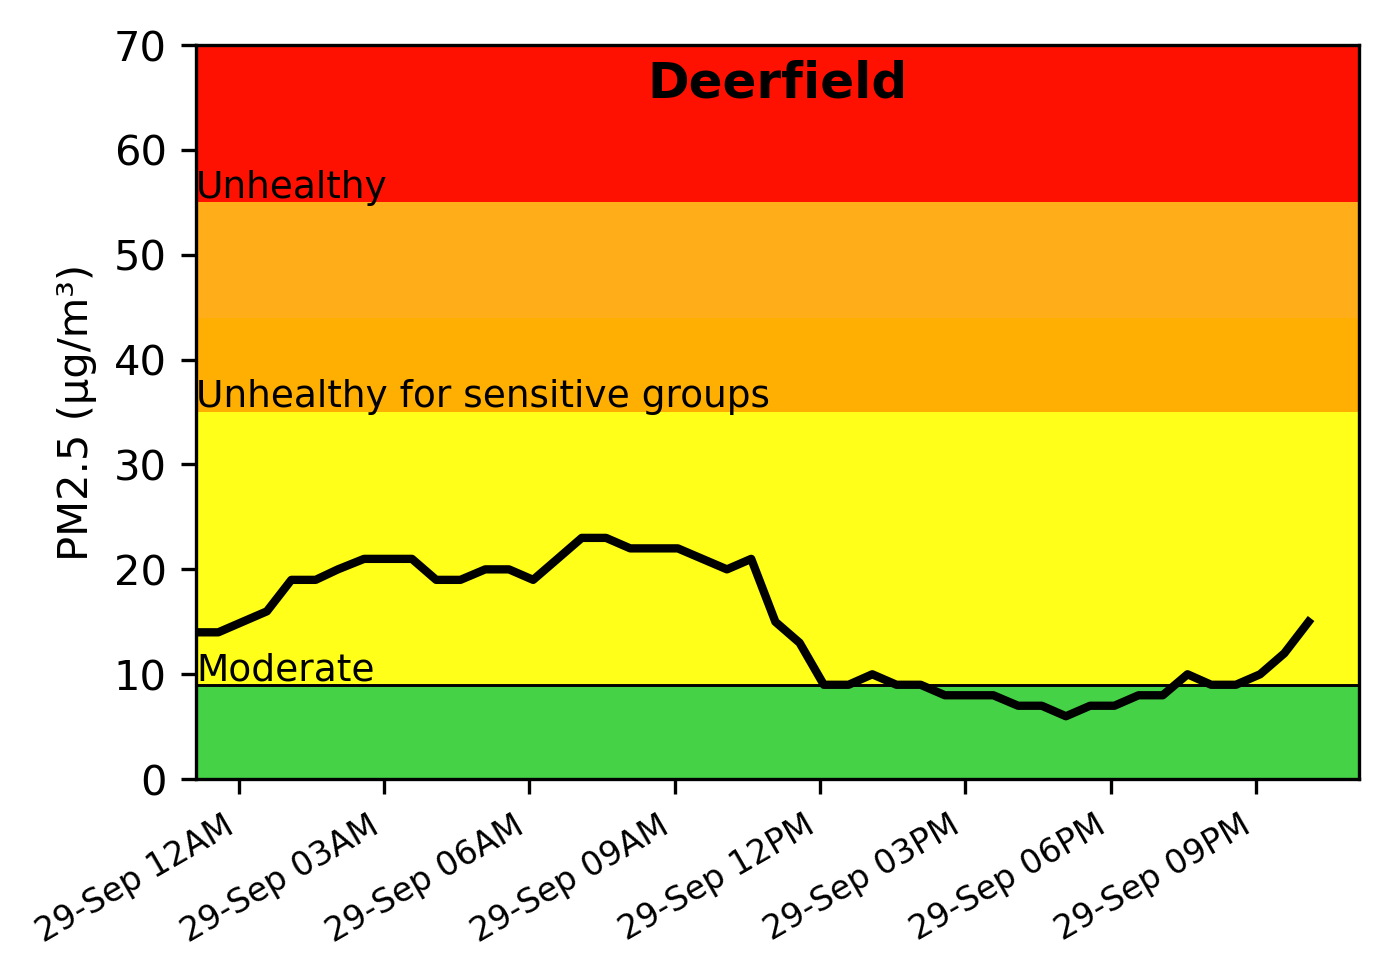 Deerfield
PM2.5 (µg/m³)
70
60
50
40
30
20
10
0
Unhealthy
Unhealthy for sensitive groups
Moderate
29-Sep 12AM
29-Sep 03AM
29-Sep 06AM
29-Sep 09AM
29-Sep 12PM
29-Sep 03PM
29-Sep 06PM
29-Sep 09PM